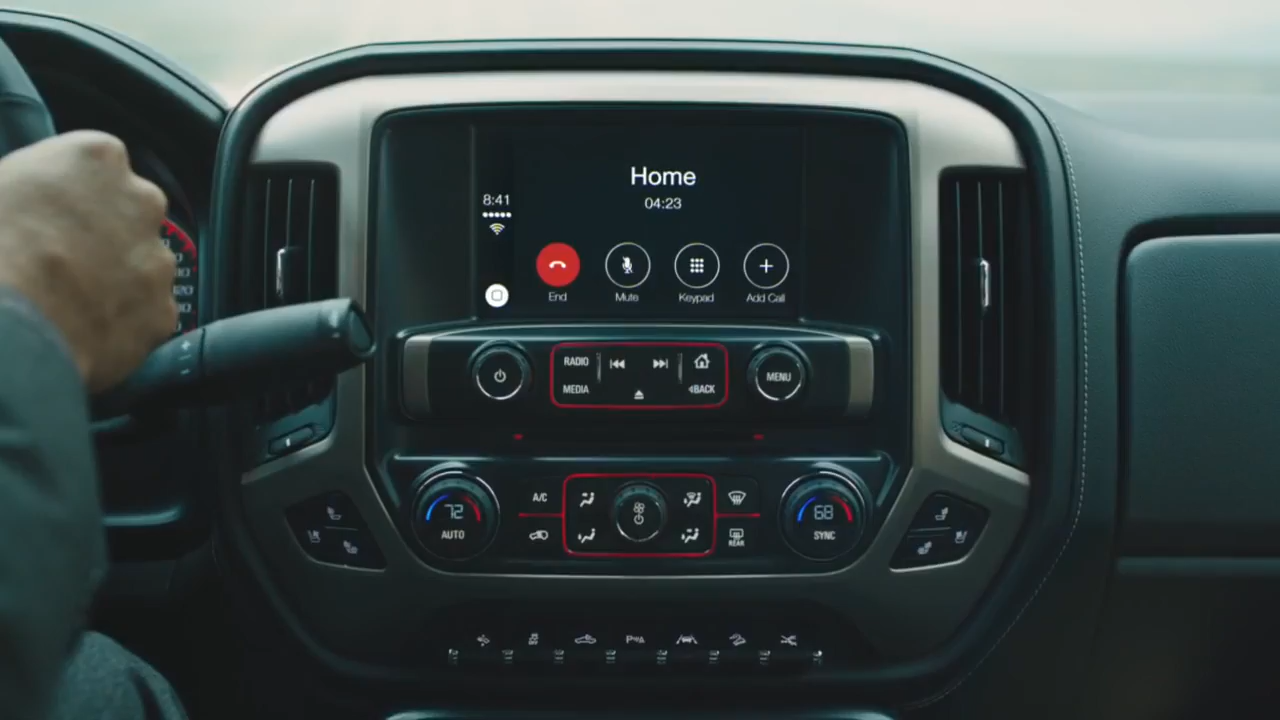 Home
8:41
04:23
End
Mute
Keypad
Add Call
RADIO
MEDIA
BACK
MENU
72
AUTO
A/C
REAR
68
SYNC